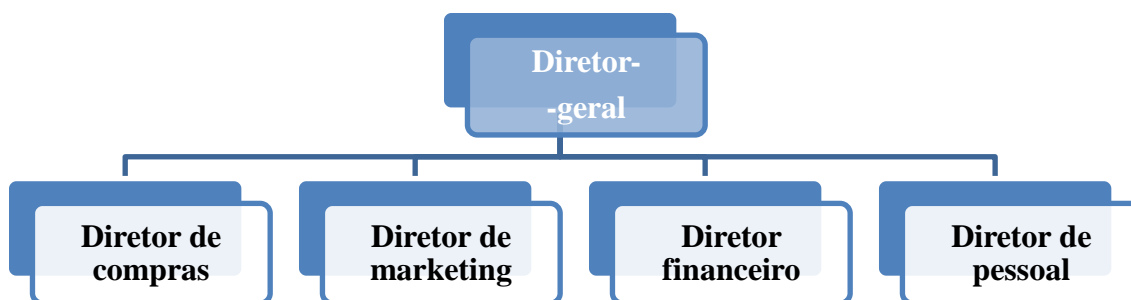 Diretor-
-geral
Diretor de
compras
Diretor de
marketing
Diretor
financeiro
Diretor de
pessoal